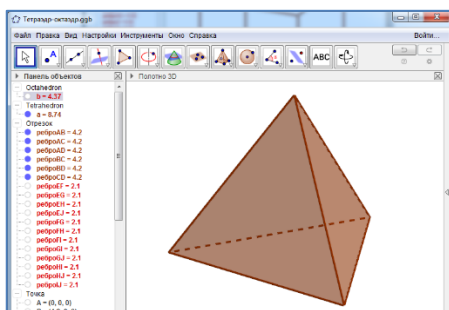 Тетраэдр-октаэдр.ggb
Файл Правка Вид Настройки Инструменты Окно Справка Войти...
ABC
Панель объектов
Полотно 3D
Octahedron
b = 4.37
Tetrahedron
a = 8.74
Отрезок
реброAB = 4.2
реброAC = 4.2
реброAD = 4.2
реброBC = 4.2
реброBD = 4.2
реброCD = 4.2
реброEF = 2.1
реброEG = 2.1
реброEH = 2.1
реброEJ = 2.1
реброFG = 2.1
реброFH = 2.1
реброFI = 2.1
реброGI = 2.1
реброGJ = 2.1
реброHI = 2.1
реброHJ = 2.1
реброIJ = 2.1
Точка
A = (0, 0, 0)